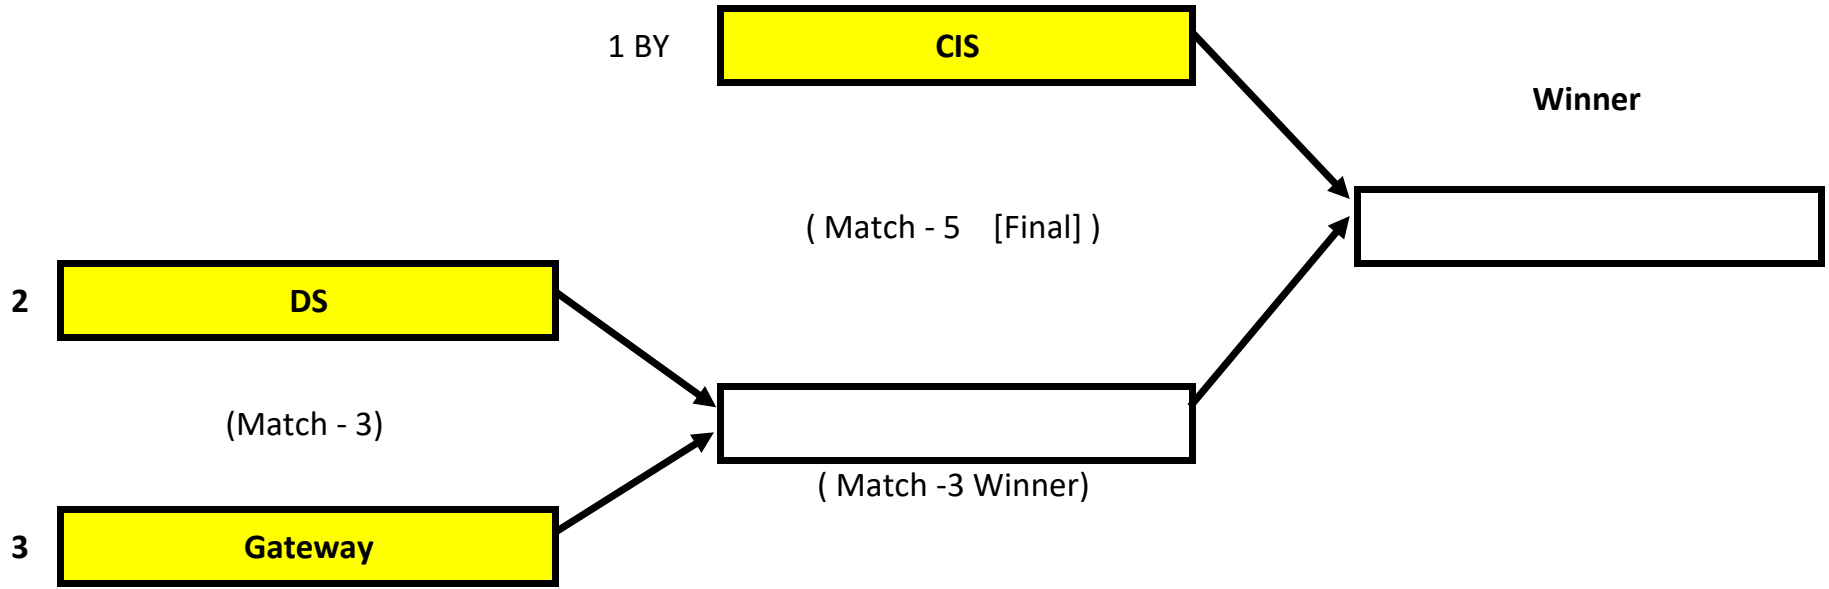 1 BY
CIS
Winner
( Match - 5 [Final] )
2
DS
(Match - 3)
( Match -3 Winner)
3
Gateway